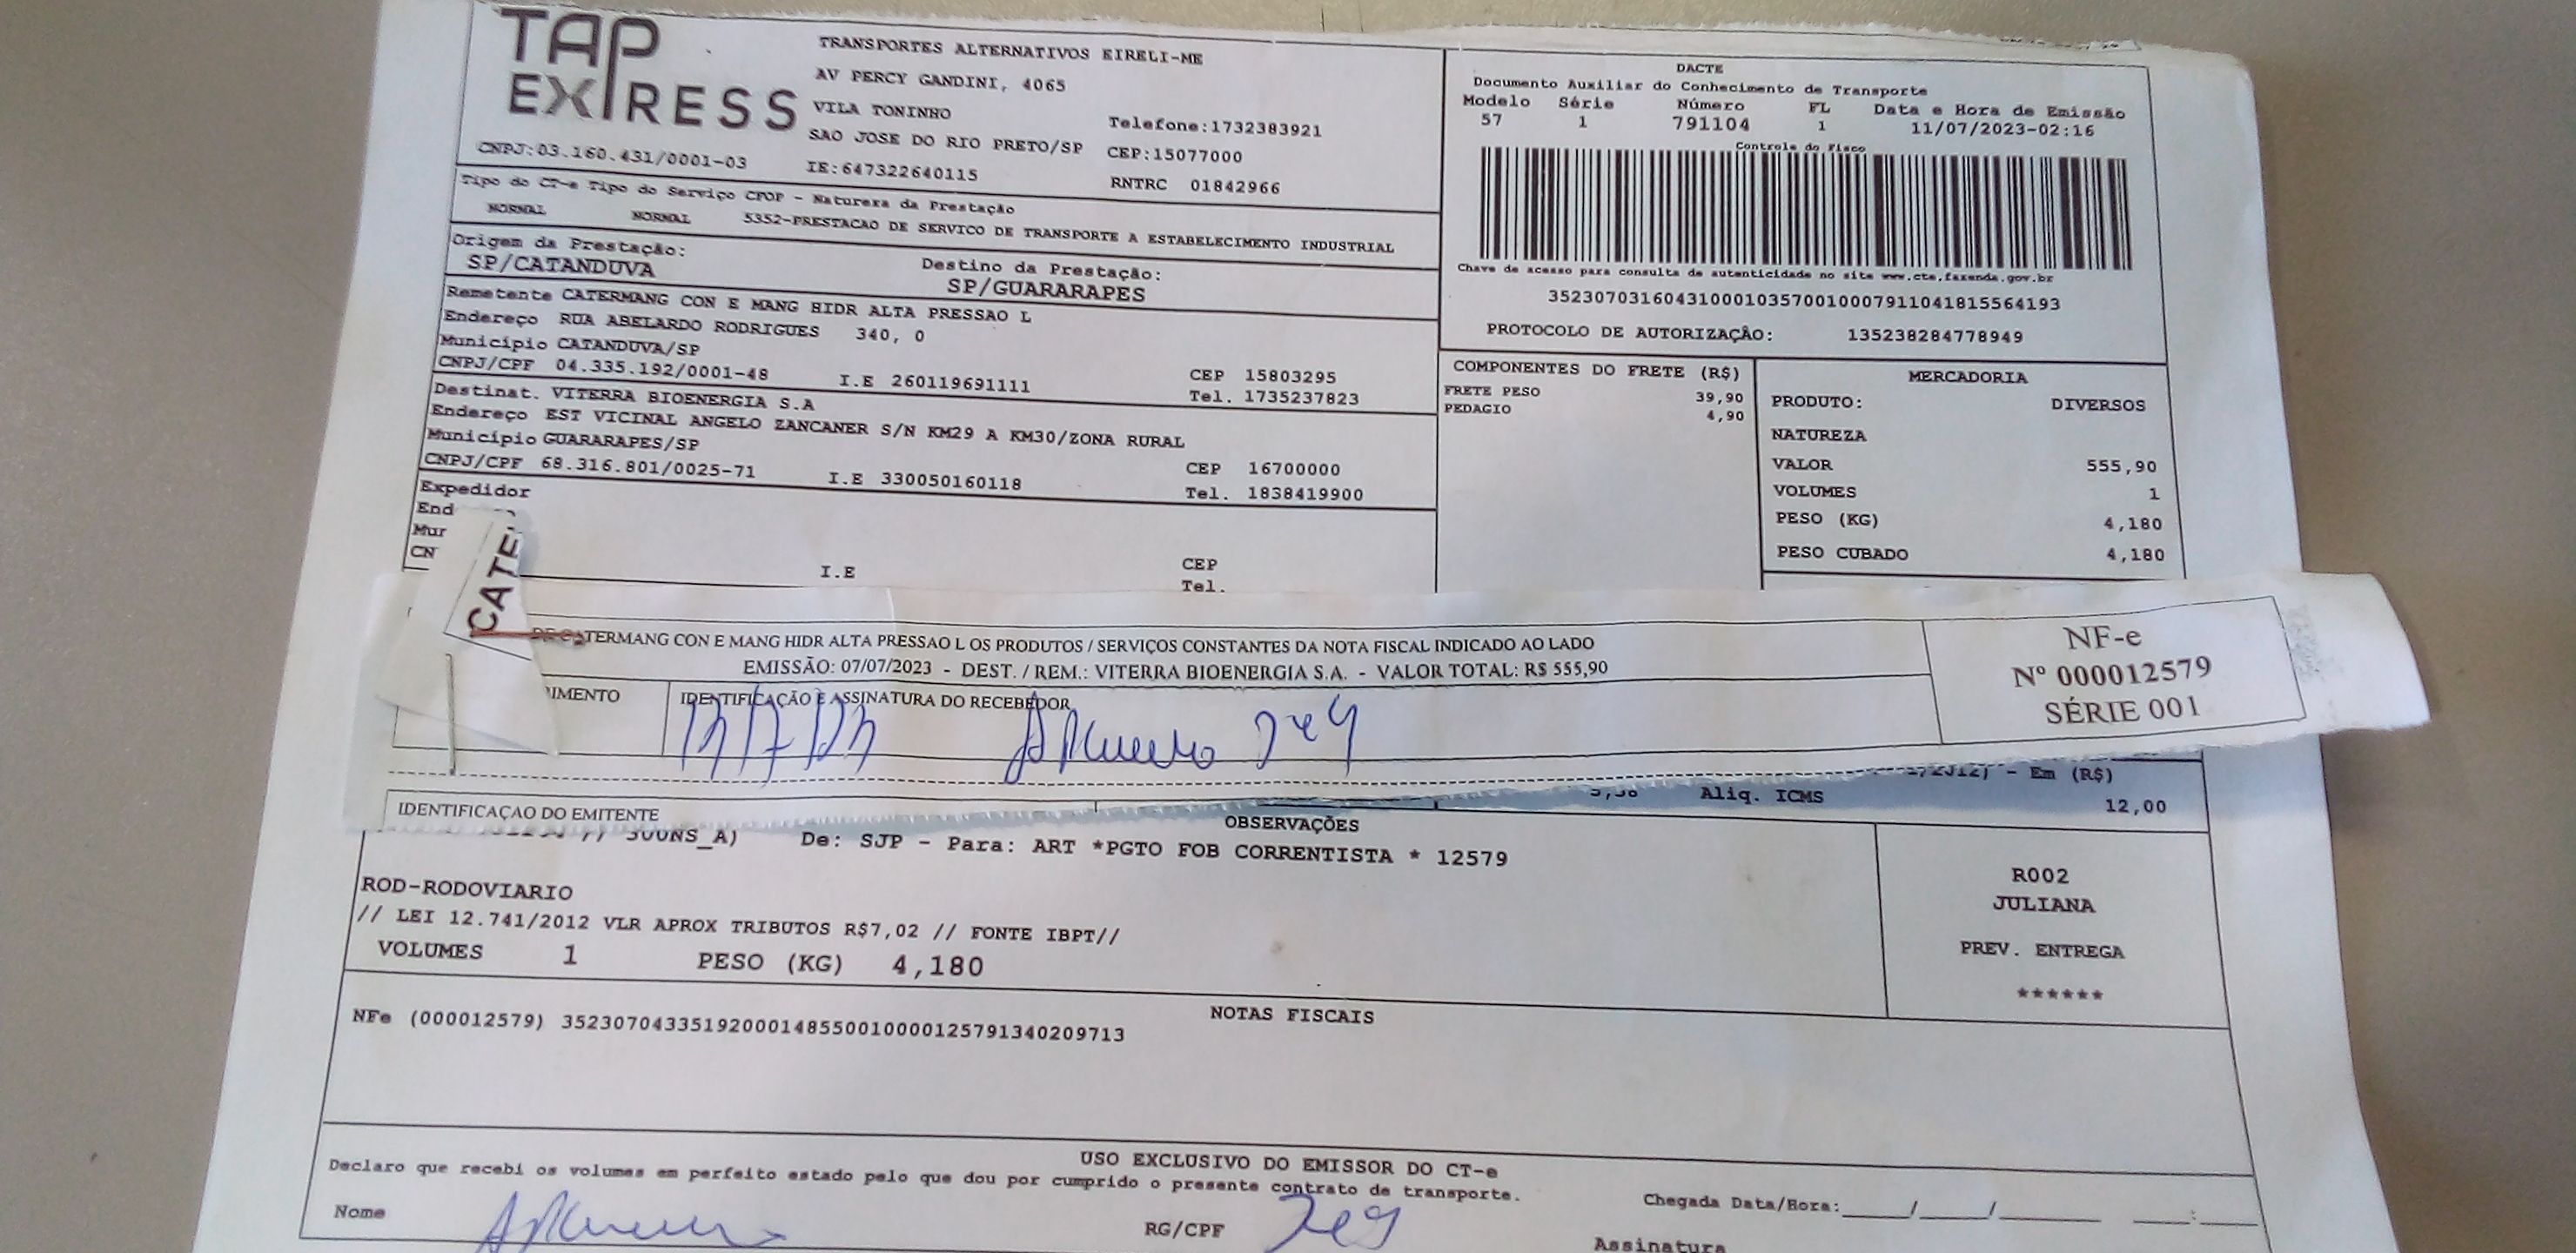 TAP
EXPRESS
TRANSPORTES ALTERNATIVOS EIRELI-ME
AV PERCY GANDINI, 4065
VILA TONINHO
Telefone:1732383921
SAO JOSE DO RIO PRETO/SP CEP:15077000
CNPJ:03.160.431/0001-03 IE:647322640115 RNTRC 01842966
Tipo do CT-e Tipo do Serviço CFOP - Natureza da Prestação
NORMAL NORMAL 5352-PRESTACAO DE SERVICO DE TRANSPORTE A ESTABELECIMENTO INDUSTRIAL
Origem da Prestação: Destino da Prestação:
SP/CATANDUVA SP/GUARARAPES
Remetente CATERMANG CON E MANG HIDR ALTA PRESSAO L
Endereço RUA ABELARDO RODRIGUES 340, 0
Município CATANDUVA/SP CEP 15803295
CNPJ/CPF 04.335.192/0001-48 I.E 260119691111 Tel. 1735237823
Destinat. VITERRA BIOENERGIA S.A
Endereço EST VICINAL ANGELO ZANCANER S/N KM29 A KM30/ZONA RURAL
Município GUARARAPES/SP CEP 16700000
CNPJ/CPF 68.316.801/0025-71 I.E 330050160118 Tel. 1838419900
Expedidor
End
Mur CEP
CN I.E Tel.
DACTE
Documento Auxiliar do Conhecimento de Transporte
Modelo Série Número FL Data e Hora de Emissão
57 1 791104 1 11/07/2023-02:16
Controle do Fisco
Chave de acesso para consulta de autenticidade no site www.cte.fazenda.gov.br
35230703160431000103570010007911041815564193
PROTOCOLO DE AUTORIZAÇÃO: 135238284778949
COMPONENTES DO FRETE (R$)
FRETE PESO 39,90
PEDAGIO 4,90
MERCADORIA
PRODUTO: DIVERSOS
NATUREZA
VALOR 555,90
VOLUMES 1
PESO (KG) 4,180
PESO CUBADO 4,180
CATE
DE CATERMANG CON E MANG HIDR ALTA PRESSAO L OS PRODUTOS / SERVIÇOS CONSTANTES DA NOTA FISCAL INDICADO AO LADO
EMISSÃO: 07/07/2023 - DEST. / REM.: VITERRA BIOENERGIA S.A. - VALOR TOTAL: R$ 555,90
IMENTO IDENTIFICAÇÃO E ASSINATURA DO RECEBEDOR
NF-e
Nº 000012579
SÉRIE 001
IDENTIFICAÇAO DO EMITENTE
- Em (R$)
Aliq. ICMS 12,00
OBSERVAÇÕES
De: SJP - Para: ART *PGTO FOB CORRENTISTA * 12579
ROD-RODOVIARIO
// LEI 12.741/2012 VLR APROX TRIBUTOS R$7,02 // FONTE IBPT//
VOLUMES 1 PESO (KG) 4,180
R002
JULIANA
PREV. ENTREGA
******
NOTAS FISCAIS
NFe (000012579) 35230704335192000148550010000125791340209713
USO EXCLUSIVO DO EMISSOR DO CT-e
Declaro que recebi os volumes em perfeito estado pelo que dou por cumprido o presente contrato de transporte.
Chegada Data/Hora:____/____/______ ____:____
Nome RG/CPF
Assinatura